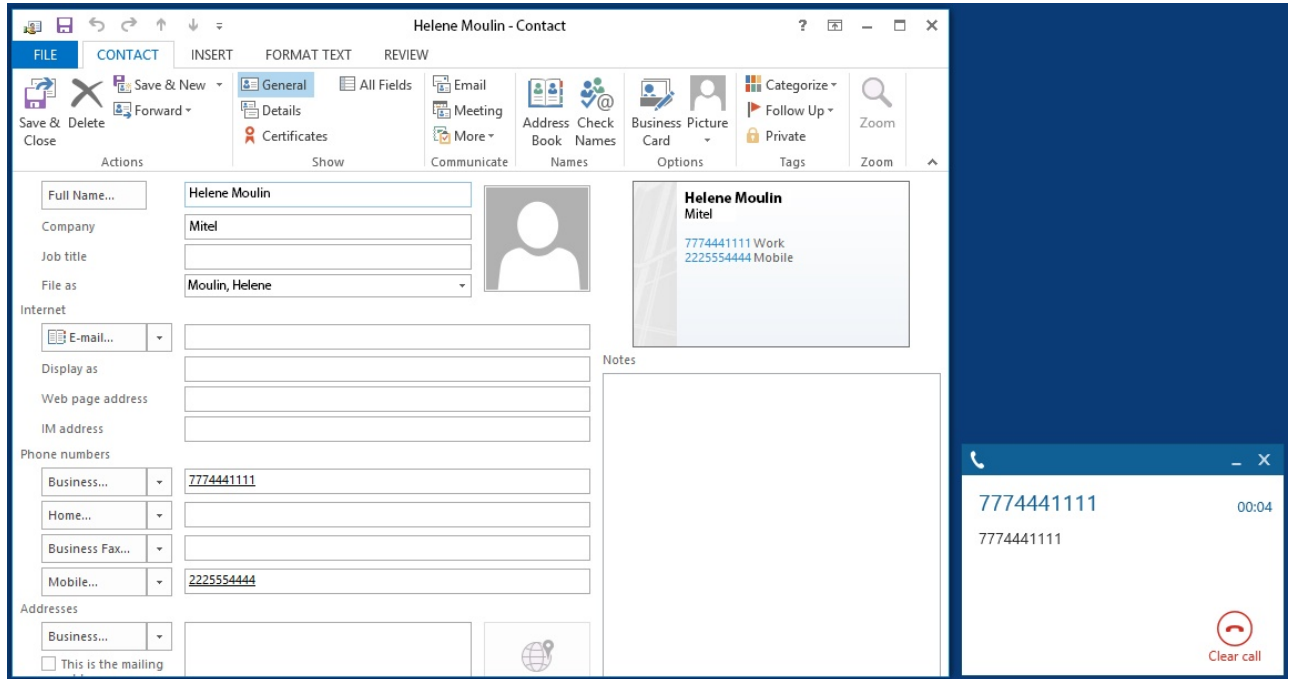 Helene Moulin - Contact
?
FILE CONTACT INSERT FORMAT TEXT REVIEW
Save & Close
Delete
Save & New
Forward
Actions
General
Details
Certificates
All Fields
Show
Email
Meeting
More
Communicate
Address Book
Check Names
Names
Business Card
Picture
Options
Categorize
Follow Up
Private
Tags
Zoom
Zoom
Full Name... Helene Moulin
Company Mitel
Job title
File as Moulin, Helene
Internet
E-mail...
Display as
Web page address
IM address
Phone numbers
Business... 7774441111
Home...
Business Fax...
Mobile... 2225554444
Addresses
Business...
This is the mailing
Helene Moulin
Mitel
7774441111 Work
2225554444 Mobile
Notes
7774441111 00:04
7774441111
Clear call